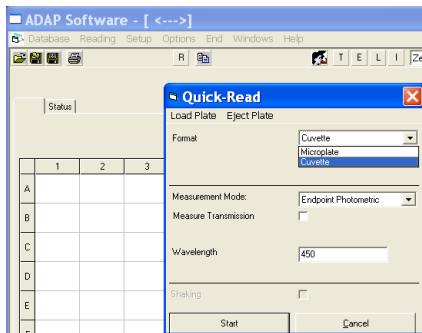 ADAP Software - [ <--->]
Database Reading Setup Options End Windows Help
R T E L I Ze
Quick-Read
Load Plate Eject Plate
Status
Format Cuvette
Microplate
Cuvette
1 2 3
A
Measurement Mode: Endpoint Photometric
B
Measure Transmission
C
Wavelength 450
D
E
Shaking
Start Cancel